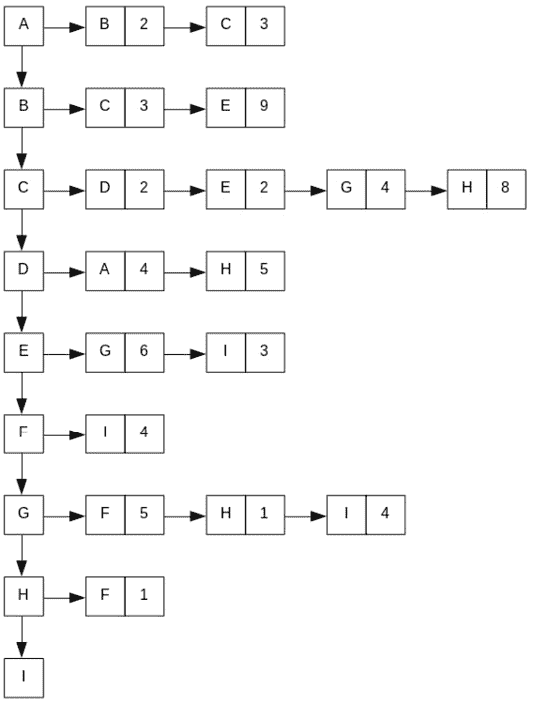 A B 2 C 3
B C 3 E 9
C D 2 E 2 G 4 H 8
D A 4 H 5
E G 6 I 3
F I 4
G F 5 H 1 I 4
H F 1
I